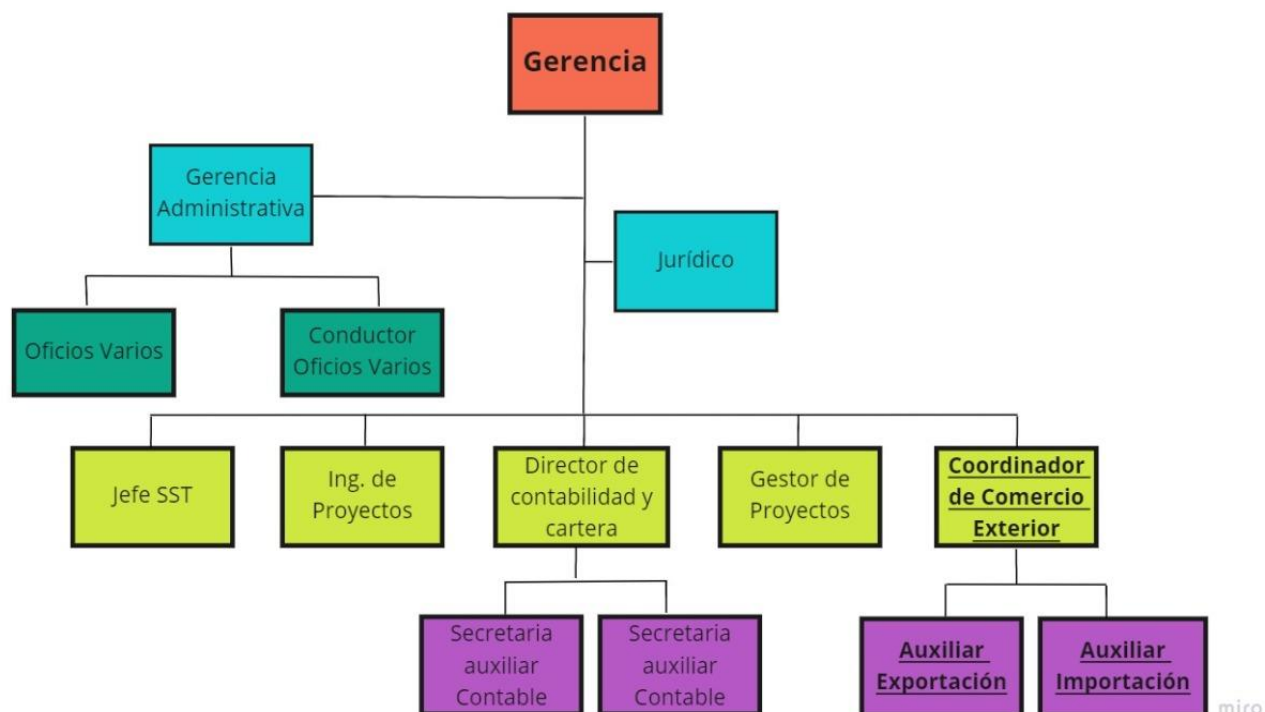 Gerencia
Gerencia
Administrativa
Jurídico
Oficios Varios
Conductor
Oficios Varios
Jefe SST
Ing. de
Proyectos
Director de
contabilidad y
cartera
Gestor de
Proyectos
Coordinador
de Comercio
Exterior
Secretaria
auxiliar
Contable
Secretaria
auxiliar
Contable
Auxiliar
Exportación
Auxiliar
Importación
miro